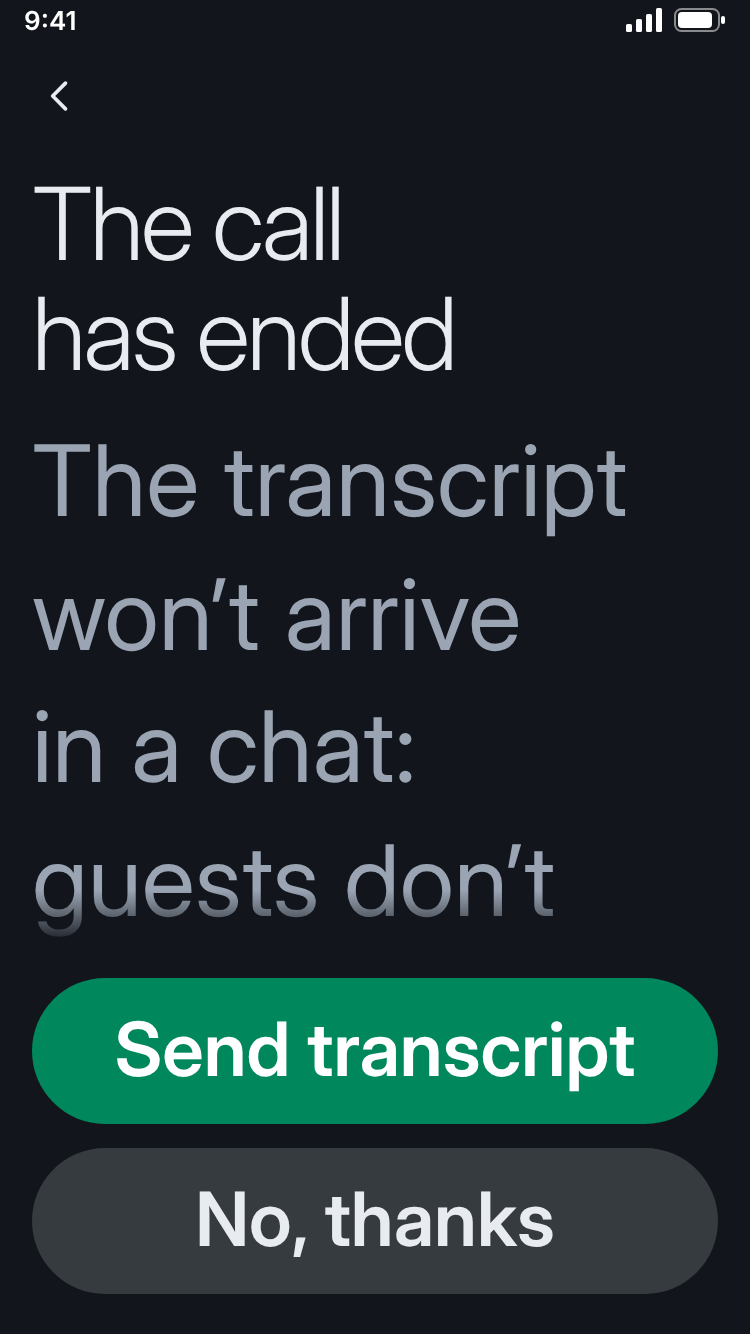 9:41
The call
has ended
The transcript
won’t arrive
in a chat:
guests don’t
Send transcript
No, thanks